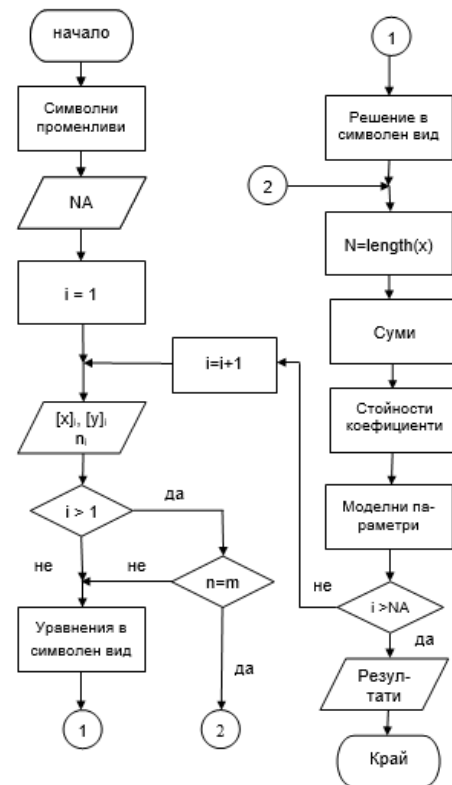 начало
Символни
променливи
NA
i = 1
i=i+1
[x]ᵢ, [y]ᵢ
nᵢ
i > 1
да
не
не
n=m
Уравнения в
символен вид
да
1
2
1
Решение в
символен вид
2
N=length(x)
Суми
Стойности
коефициенти
Моделни па-
раметри
не
i >NA
да
Резул-
тати
Край